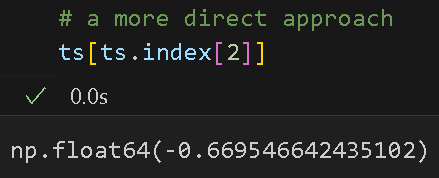 # a more direct approach
ts[ts.index[2]]
0.0s
np.float64(-0.669546642435102)